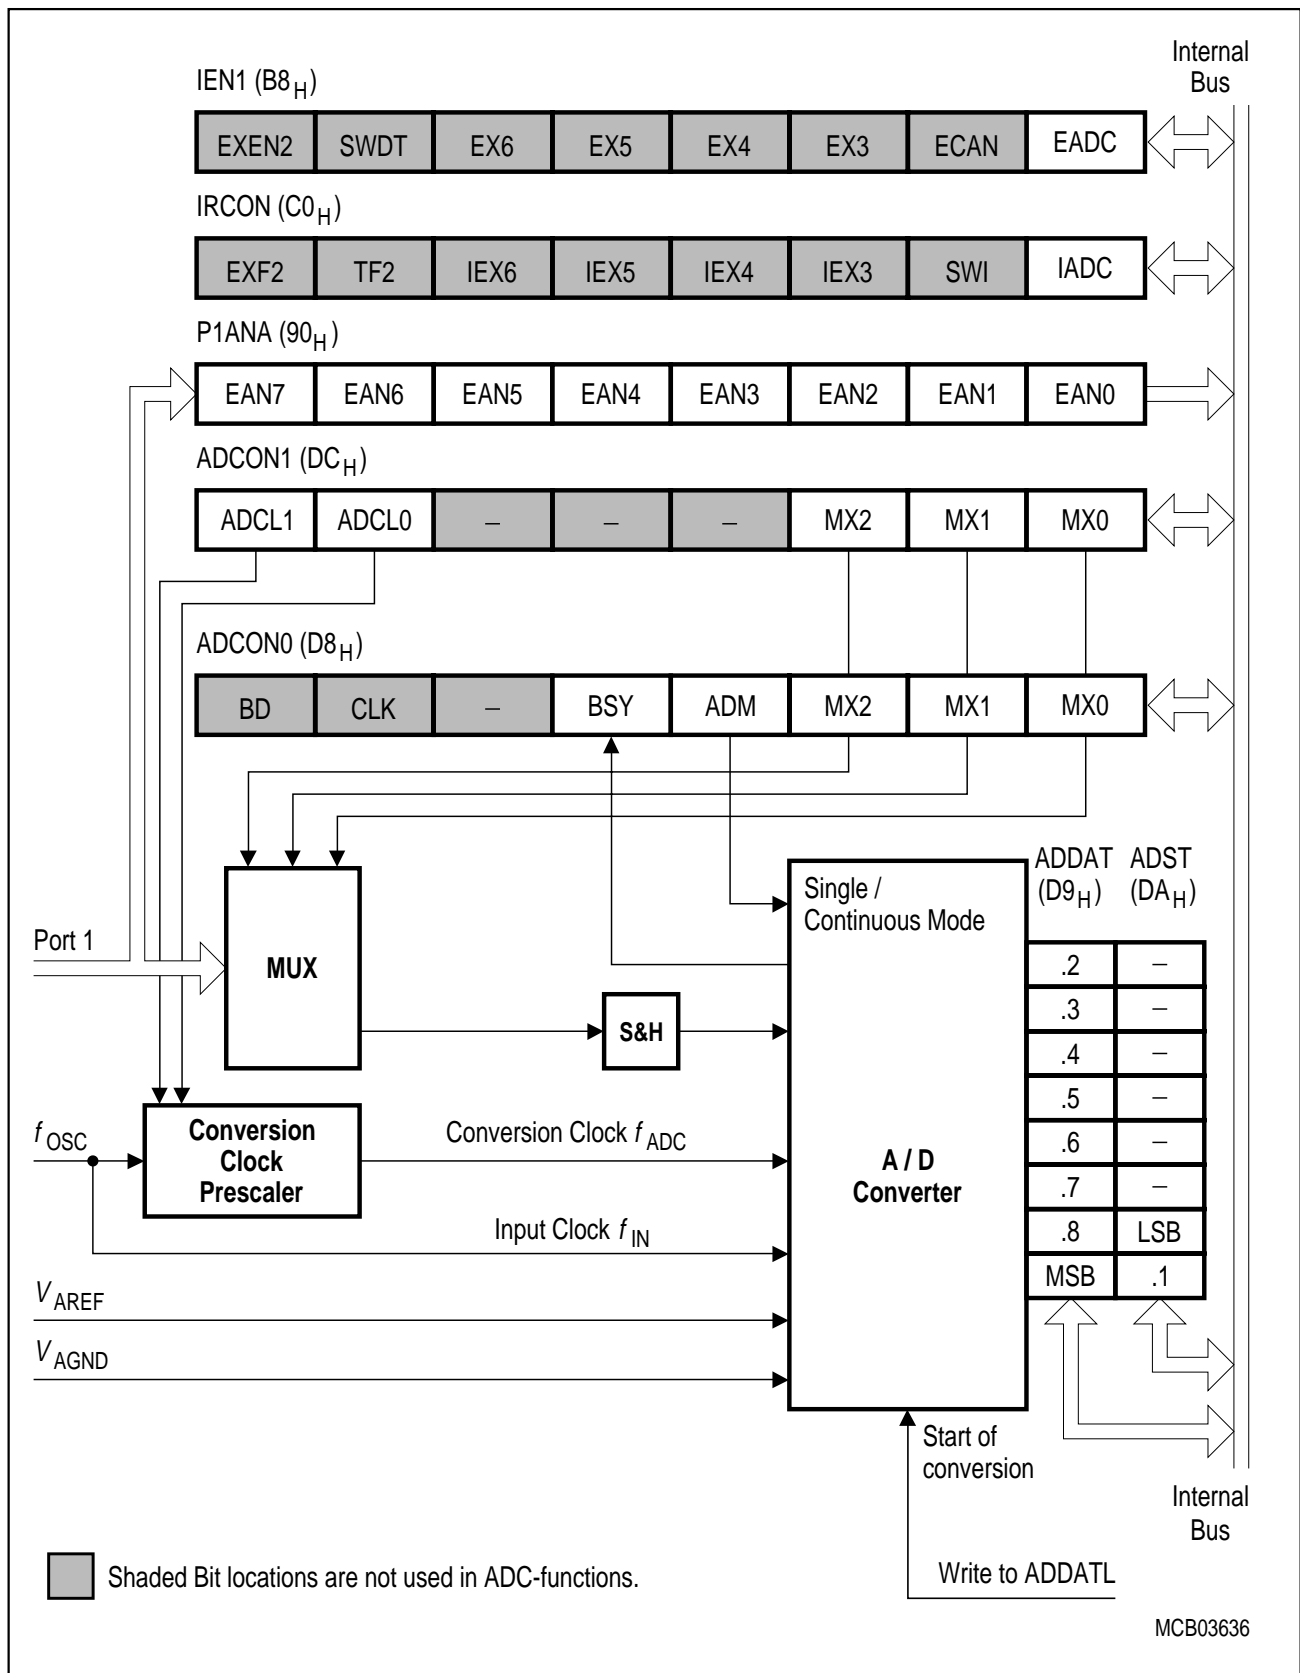 Internal
Bus
IEN1 (B8H)
EXEN2 SWDT EX6 EX5 EX4 EX3 ECAN EADC
IRCON (C0H)
EXF2 TF2 IEX6 IEX5 IEX4 IEX3 SWI IADC
P1ANA (90H)
EAN7 EAN6 EAN5 EAN4 EAN3 EAN2 EAN1 EAN0
ADCON1 (DCH)
ADCL1 ADCL0 – – – MX2 MX1 MX0
ADCON0 (D8H)
BD CLK – BSY ADM MX2 MX1 MX0
ADDAT ADST
(D9H) (DAH)
Single /
Continuous Mode
Port 1
MUX
S&H
.2 –
.3 –
.4 –
.5 –
.6 –
.7 –
.8 LSB
MSB .1
fOSC
Conversion
Clock
Prescaler
Conversion Clock fADC
A / D
Converter
Input Clock fIN
VAREF
VAGND
Start of
conversion
Internal
Bus
Shaded Bit locations are not used in ADC-functions.
Write to ADDATL
MCB03636